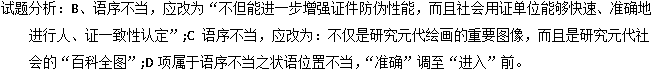 试题分析：B、语序不当，应改为“不但能进一步增强证件防伪性能，而且社会用证单位能够快速、准确地
进行人、证一致性认定”;C 语序不当，应改为：不仅是研究元代绘画的重要图像，而且是研究元代社
会的“百科全图”;D 项属于语序不当之状语位置不当，“准确”调至“进入”前。